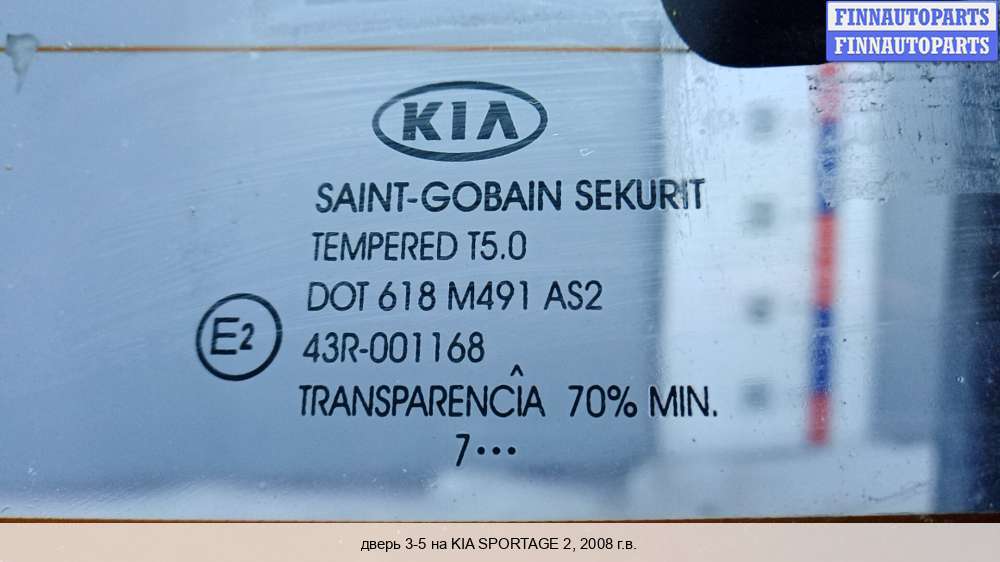 FINNAUTOPARTS
FINNAUTOPARTS
KIA
SAINT-GOBAIN SEKURIT
TEMPERED T5.0
DOT 618 M491 AS2
E2
43R-001168
TRANSPARENCÎA 70% MIN.
7•••
дверь 3-5 на KIA SPORTAGE 2, 2008 г.в.